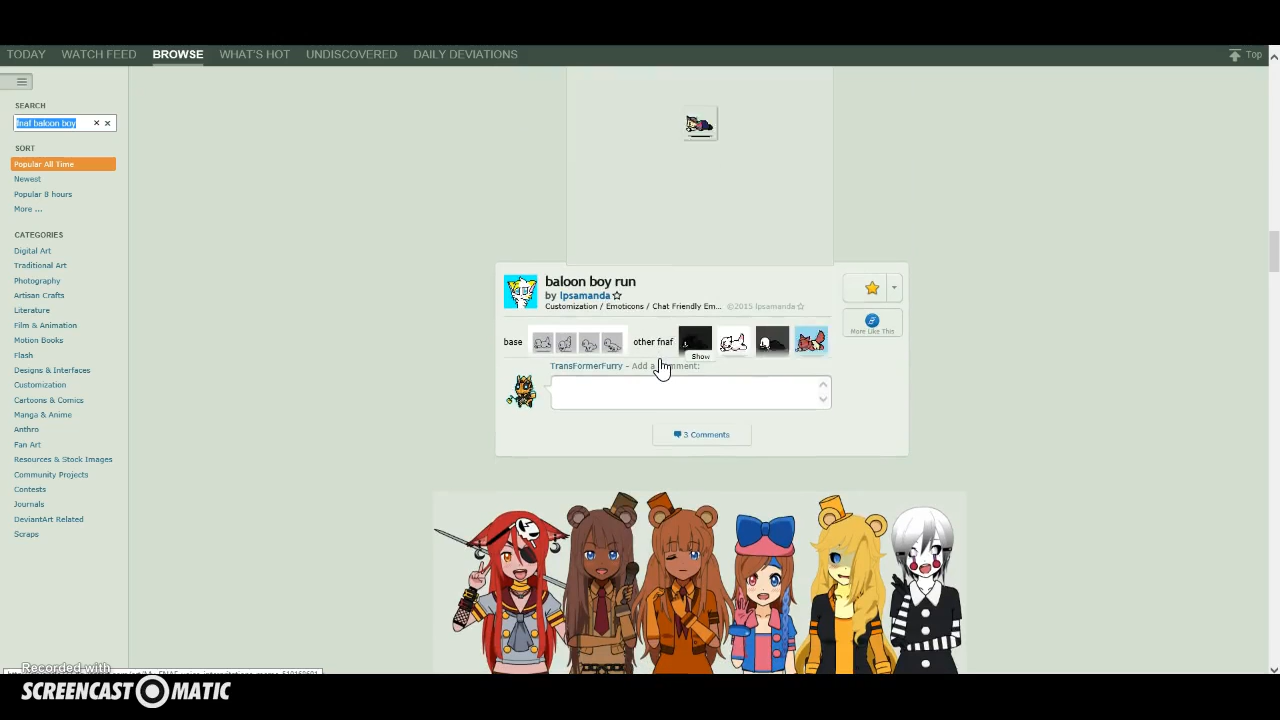 TODAY WATCH FEED BROWSE WHAT'S HOT UNDISCOVERED DAILY DEVIATIONS Top
SEARCH
fnaf baloon boy
SORT
Popular All Time
Newest
Popular 8 hours
More ...
CATEGORIES
Digital Art
Traditional Art
Photography
Artisan Crafts
Literature
Film & Animation
Motion Books
Flash
Designs & Interfaces
Customization
Cartoons & Comics
Manga & Anime
Anthro
Fan Art
Resources & Stock Images
Community Projects
Contests
Journals
DeviantArt Related
Scraps
baloon boy run
by lpsamanda
Customization / Emoticons / Chat Friendly Em... ©2015 lpsamanda
More Like This
base other fnaf
Show
TransFormerFurry - Add a comment:
3 Comments
Recorded with
SCREENCAST MATIC